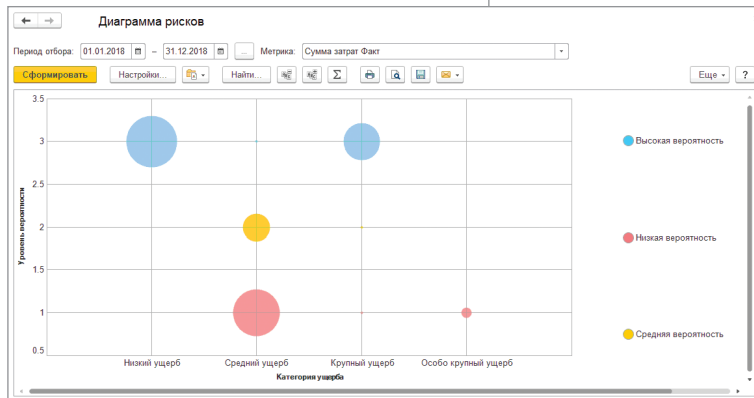 Диаграмма рисков
Период отбора: 01.01.2018 – 31.12.2018 ... Метрика: Сумма затрат Факт
Сформировать Настройки... Найти... Σ Еще ?
3.5
3
2.5
2
1.5
1
0.5
Уровень вероятности
Низкий ущерб Средний ущерб Крупный ущерб Особо крупный ущерб
Категория ущерба
Высокая вероятность
Низкая вероятность
Средняя вероятность